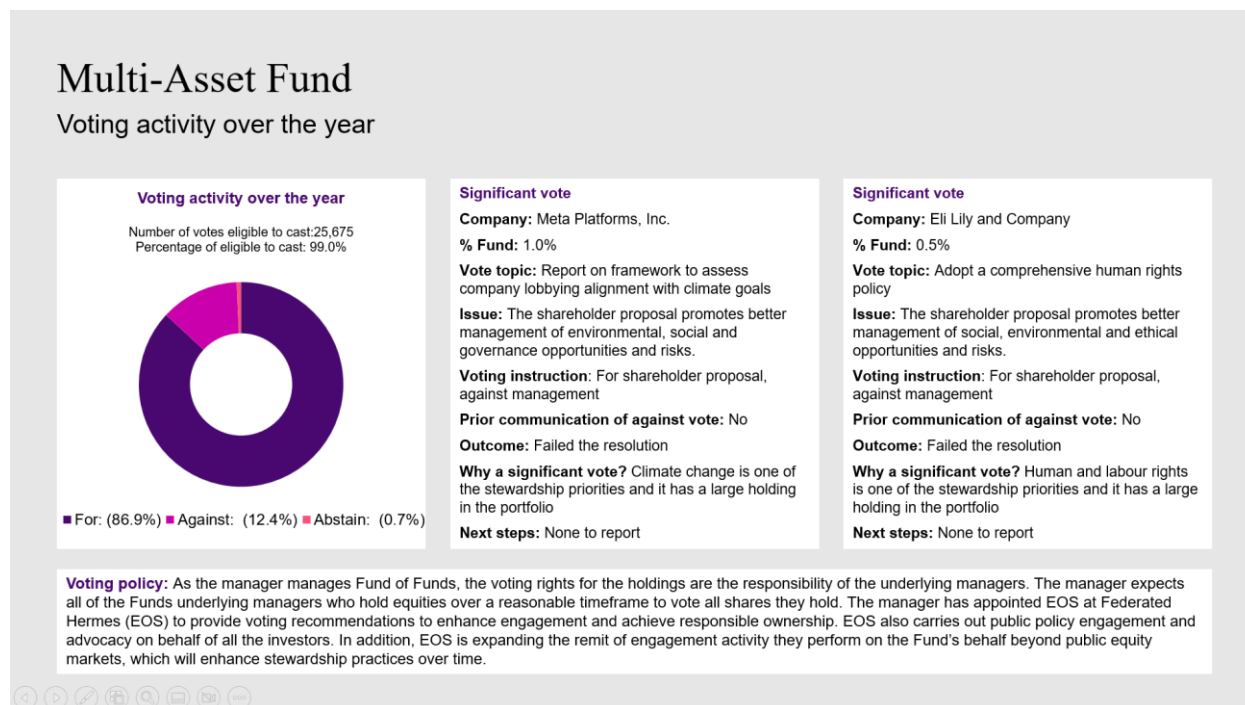 Multi-Asset Fund
Voting activity over the year
Voting activity over the year
Number of votes eligible to cast:25,675
Percentage of eligible to cast: 99.0%
For: (86.9%) Against: (12.4%) Abstain: (0.7%)
Significant vote
Company: Meta Platforms, Inc.
% Fund: 1.0%
Vote topic: Report on framework to assess
company lobbying alignment with climate goals
Issue: The shareholder proposal promotes better
management of environmental, social and
governance opportunities and risks.
Voting instruction: For shareholder proposal,
against management
Prior communication of against vote: No
Outcome: Failed the resolution
Why a significant vote? Climate change is one of
the stewardship priorities and it has a large holding
in the portfolio
Next steps: None to report
Significant vote
Company: Eli Lily and Company
% Fund: 0.5%
Vote topic: Adopt a comprehensive human rights
policy
Issue: The shareholder proposal promotes better
management of social, environmental and ethical
opportunities and risks.
Voting instruction: For shareholder proposal,
against management
Prior communication of against vote: No
Outcome: Failed the resolution
Why a significant vote? Human and labour rights
is one of the stewardship priorities and it has a large
holding in the portfolio
Next steps: None to report
Voting policy: As the manager manages Fund of Funds, the voting rights for the holdings are the responsibility of the underlying managers. The manager expects
all of the Funds underlying managers who hold equities over a reasonable timeframe to vote all shares they hold. The manager has appointed EOS at Federated
Hermes (EOS) to provide voting recommendations to enhance engagement and achieve responsible ownership. EOS also carries out public policy engagement and
advocacy on behalf of all the investors. In addition, EOS is expanding the remit of engagement activity they perform on the Fund's behalf beyond public equity
markets, which will enhance stewardship practices over time.